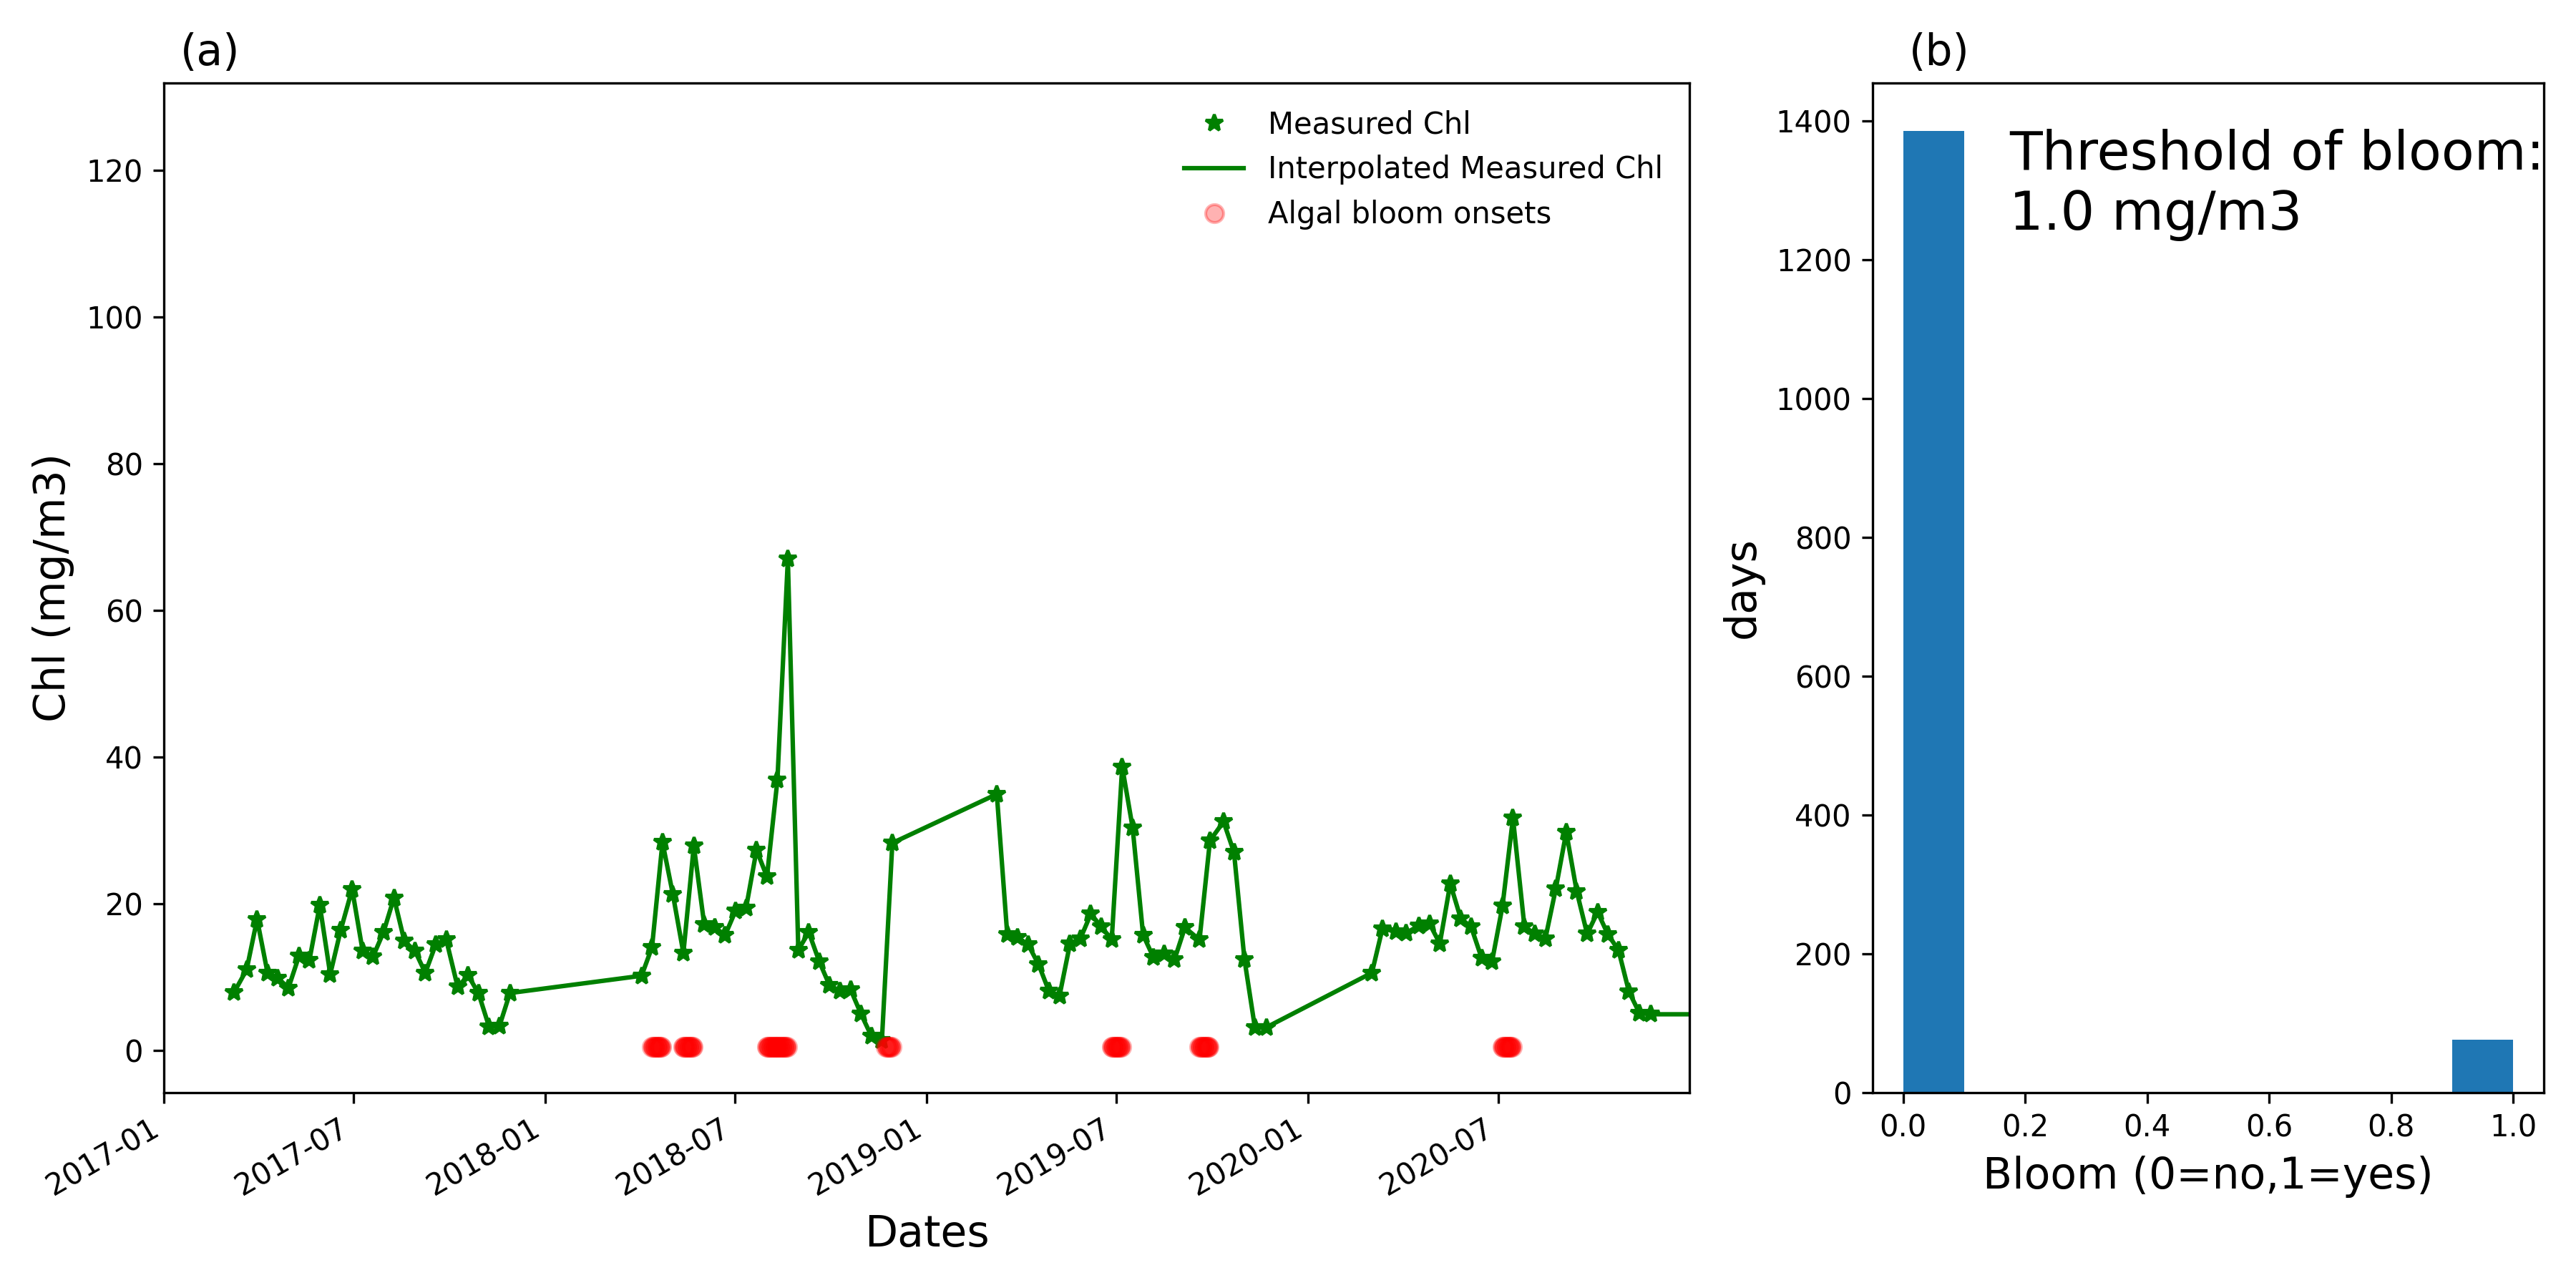 (a)
120
100
80
60
40
20
0
Chl (mg/m3)
Measured Chl
Interpolated Measured Chl
Algal bloom onsets
2017-01
2017-07
2018-01
2018-07
2019-01
2019-07
2020-01
2020-07
Dates
(b)
1400
1200
1000
800
600
400
200
0
days
Threshold of bloom:
1.0 mg/m3
0.0
0.2
0.4
0.6
0.8
1.0
Bloom (0=no,1=yes)